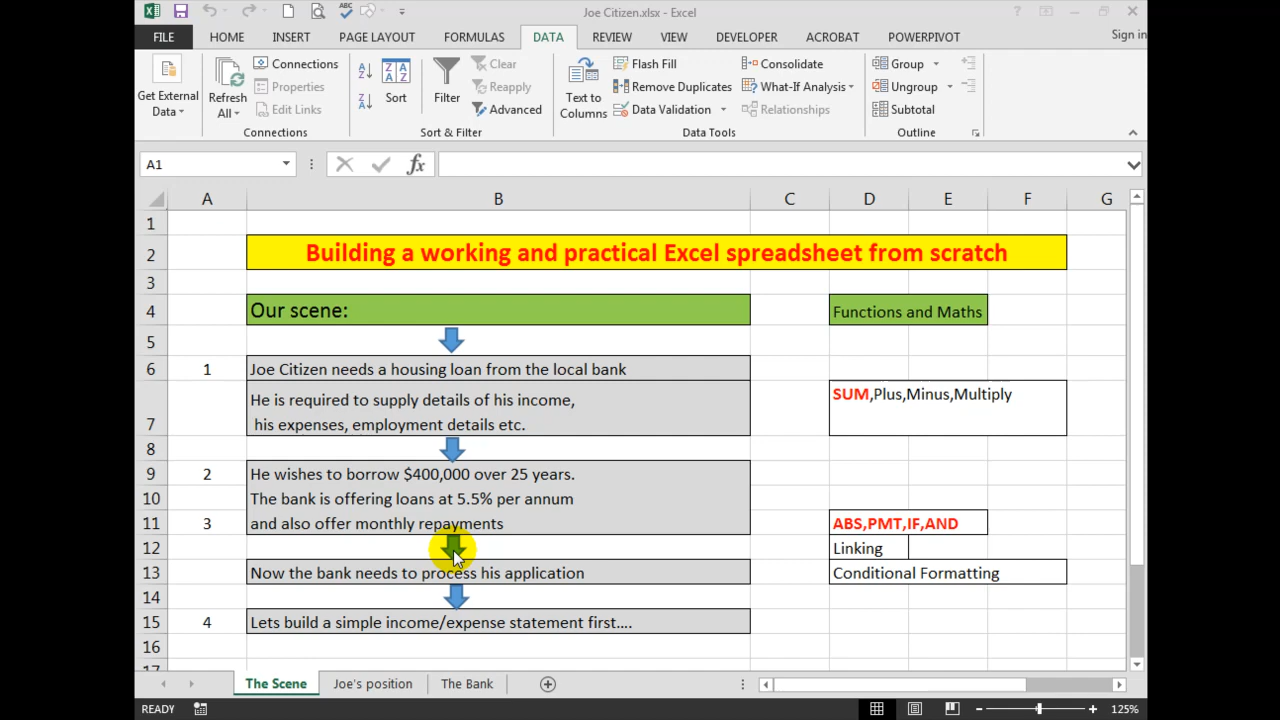 Joe Citizen.xlsx - Excel
FILE HOME INSERT PAGE LAYOUT FORMULAS DATA REVIEW VIEW DEVELOPER ACROBAT POWERPIVOT Sign in
Get External Data
Refresh All
Connections
Properties
Edit Links
Connections
Sort
Filter
Clear
Reapply
Advanced
Sort & Filter
Text to Columns
Flash Fill
Remove Duplicates
Data Validation
Consolidate
What-If Analysis
Relationships
Data Tools
Group
Ungroup
Subtotal
Outline
A1
fx
A B C D E F G
1
2 Building a working and practical Excel spreadsheet from scratch
3
4 Our scene: Functions and Maths
5
6 1 Joe Citizen needs a housing loan from the local bank
He is required to supply details of his income, SUM,Plus,Minus,Multiply
7 his expenses, employment details etc.
8
9 2 He wishes to borrow $400,000 over 25 years.
10 The bank is offering loans at 5.5% per annum
11 3 and also offer monthly repayments ABS,PMT,IF,AND
12 Linking
13 Now the bank needs to process his application Conditional Formatting
14
15 4 Lets build a simple income/expense statement first....
16
17
The Scene Joe's position The Bank
READY 125%